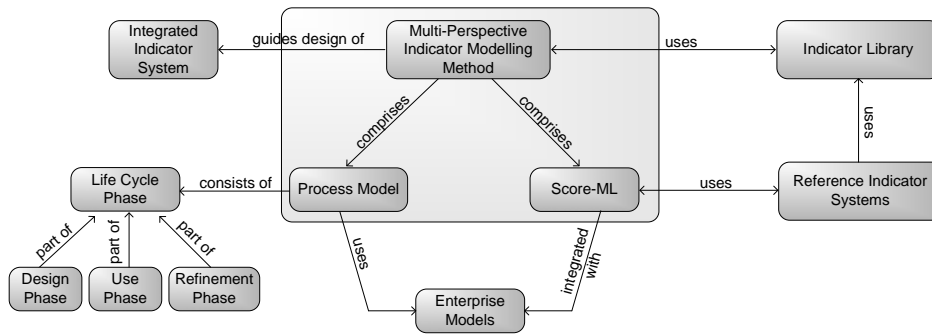 Integrated
Indicator
System
guides design of
Multi-Perspective
Indicator Modelling
Method
uses
Indicator Library
comprises
comprises
uses
Life Cycle
Phase
consists of
Process Model
Score-ML
uses
Reference Indicator
Systems
part of
part of
part of
uses
integrated
with
Design
Phase
Use
Phase
Refinement
Phase
Enterprise
Models